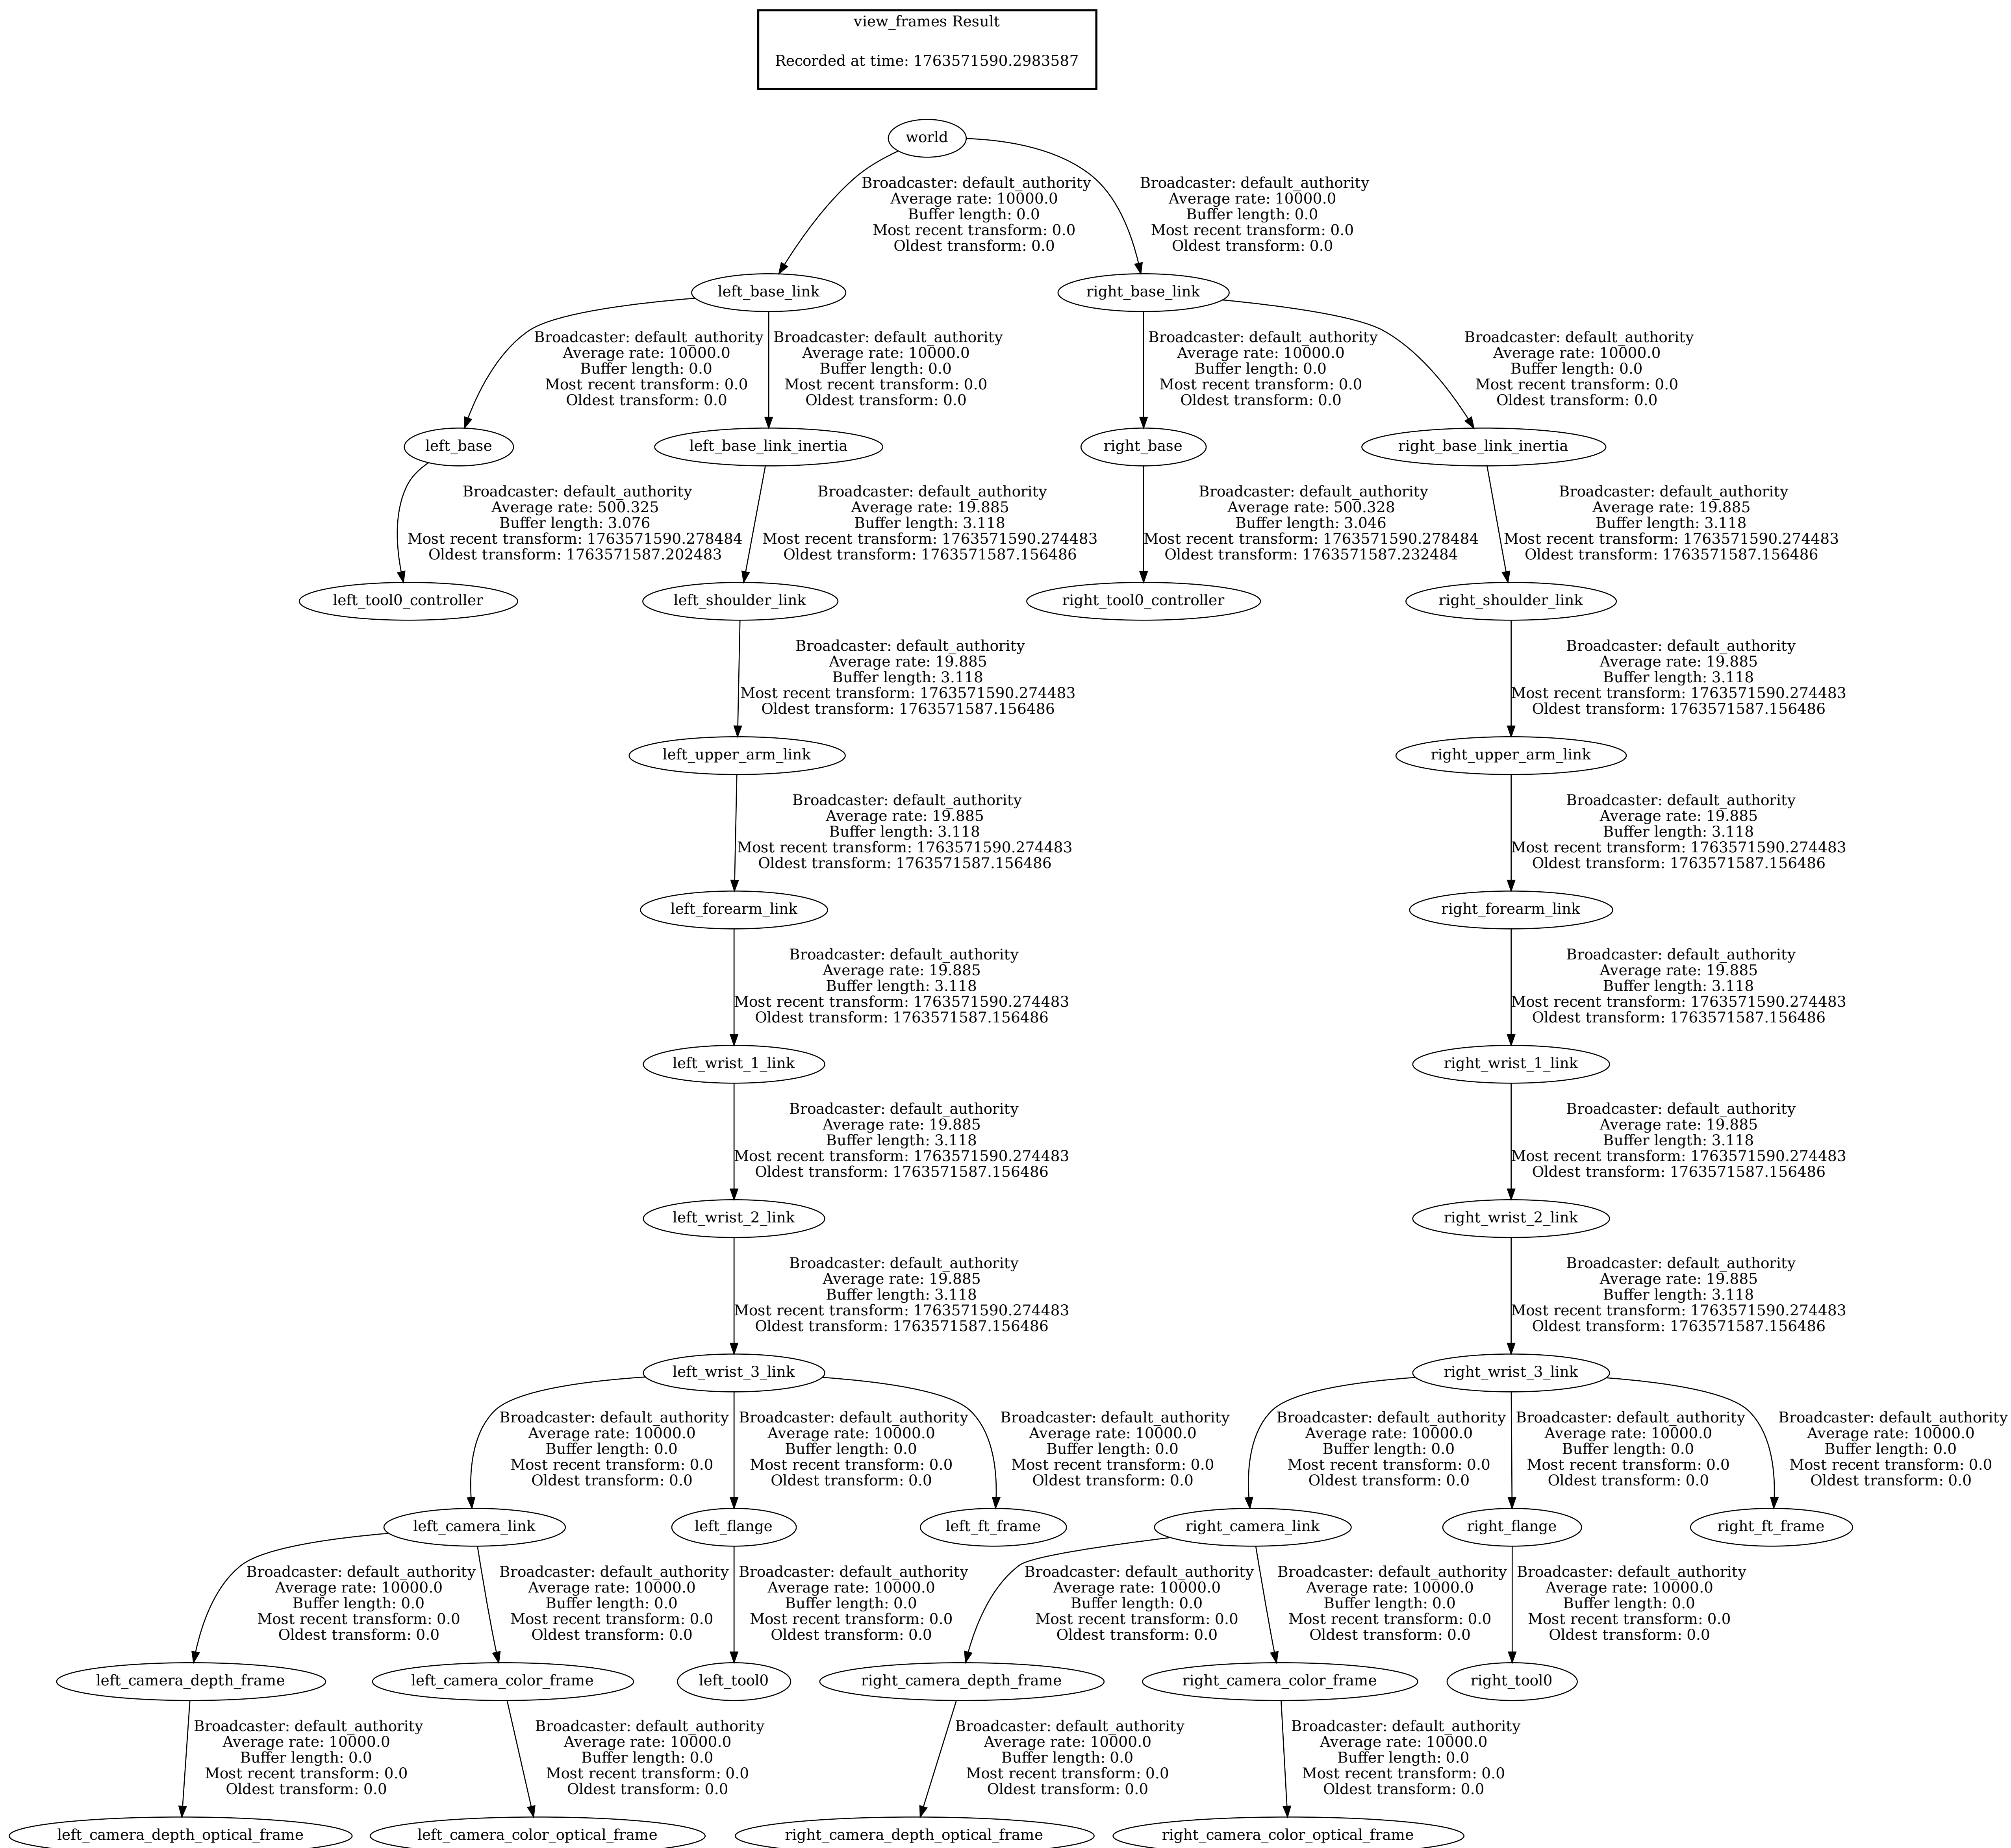 view_frames Result
Recorded at time: 1763571590.2983587
world
Broadcaster: default_authority
Average rate: 10000.0
Buffer length: 0.0
Most recent transform: 0.0
Oldest transform: 0.0
Broadcaster: default_authority
Average rate: 10000.0
Buffer length: 0.0
Most recent transform: 0.0
Oldest transform: 0.0
left_base_link
right_base_link
Broadcaster: default_authority
Average rate: 10000.0
Buffer length: 0.0
Most recent transform: 0.0
Oldest transform: 0.0
Broadcaster: default_authority
Average rate: 10000.0
Buffer length: 0.0
Most recent transform: 0.0
Oldest transform: 0.0
Broadcaster: default_authority
Average rate: 10000.0
Buffer length: 0.0
Most recent transform: 0.0
Oldest transform: 0.0
Broadcaster: default_authority
Average rate: 10000.0
Buffer length: 0.0
Most recent transform: 0.0
Oldest transform: 0.0
left_base
left_base_link_inertia
right_base
right_base_link_inertia
Broadcaster: default_authority
Average rate: 500.325
Buffer length: 3.076
Most recent transform: 1763571590.278484
Oldest transform: 1763571587.202483
Broadcaster: default_authority
Average rate: 19.885
Buffer length: 3.118
Most recent transform: 1763571590.274483
Oldest transform: 1763571587.156486
Broadcaster: default_authority
Average rate: 500.328
Buffer length: 3.046
Most recent transform: 1763571590.278484
Oldest transform: 1763571587.232484
Broadcaster: default_authority
Average rate: 19.885
Buffer length: 3.118
Most recent transform: 1763571590.274483
Oldest transform: 1763571587.156486
left_tool0_controller
left_shoulder_link
right_tool0_controller
right_shoulder_link
Broadcaster: default_authority
Average rate: 19.885
Buffer length: 3.118
Most recent transform: 1763571590.274483
Oldest transform: 1763571587.156486
Broadcaster: default_authority
Average rate: 19.885
Buffer length: 3.118
Most recent transform: 1763571590.274483
Oldest transform: 1763571587.156486
left_upper_arm_link
right_upper_arm_link
Broadcaster: default_authority
Average rate: 19.885
Buffer length: 3.118
Most recent transform: 1763571590.274483
Oldest transform: 1763571587.156486
Broadcaster: default_authority
Average rate: 19.885
Buffer length: 3.118
Most recent transform: 1763571590.274483
Oldest transform: 1763571587.156486
left_forearm_link
right_forearm_link
Broadcaster: default_authority
Average rate: 19.885
Buffer length: 3.118
Most recent transform: 1763571590.274483
Oldest transform: 1763571587.156486
Broadcaster: default_authority
Average rate: 19.885
Buffer length: 3.118
Most recent transform: 1763571590.274483
Oldest transform: 1763571587.156486
left_wrist_1_link
right_wrist_1_link
Broadcaster: default_authority
Average rate: 19.885
Buffer length: 3.118
Most recent transform: 1763571590.274483
Oldest transform: 1763571587.156486
Broadcaster: default_authority
Average rate: 19.885
Buffer length: 3.118
Most recent transform: 1763571590.274483
Oldest transform: 1763571587.156486
left_wrist_2_link
right_wrist_2_link
Broadcaster: default_authority
Average rate: 19.885
Buffer length: 3.118
Most recent transform: 1763571590.274483
Oldest transform: 1763571587.156486
Broadcaster: default_authority
Average rate: 19.885
Buffer length: 3.118
Most recent transform: 1763571590.274483
Oldest transform: 1763571587.156486
left_wrist_3_link
right_wrist_3_link
Broadcaster: default_authority
Average rate: 10000.0
Buffer length: 0.0
Most recent transform: 0.0
Oldest transform: 0.0
Broadcaster: default_authority
Average rate: 10000.0
Buffer length: 0.0
Most recent transform: 0.0
Oldest transform: 0.0
Broadcaster: default_authority
Average rate: 10000.0
Buffer length: 0.0
Most recent transform: 0.0
Oldest transform: 0.0
Broadcaster: default_authority
Average rate: 10000.0
Buffer length: 0.0
Most recent transform: 0.0
Oldest transform: 0.0
Broadcaster: default_authority
Average rate: 10000.0
Buffer length: 0.0
Most recent transform: 0.0
Oldest transform: 0.0
Broadcaster: default_authority
Average rate: 10000.0
Buffer length: 0.0
Most recent transform: 0.0
Oldest transform: 0.0
left_camera_link
left_flange
left_ft_frame
right_camera_link
right_flange
right_ft_frame
Broadcaster: default_authority
Average rate: 10000.0
Buffer length: 0.0
Most recent transform: 0.0
Oldest transform: 0.0
Broadcaster: default_authority
Average rate: 10000.0
Buffer length: 0.0
Most recent transform: 0.0
Oldest transform: 0.0
Broadcaster: default_authority
Average rate: 10000.0
Buffer length: 0.0
Most recent transform: 0.0
Oldest transform: 0.0
Broadcaster: default_authority
Average rate: 10000.0
Buffer length: 0.0
Most recent transform: 0.0
Oldest transform: 0.0
Broadcaster: default_authority
Average rate: 10000.0
Buffer length: 0.0
Most recent transform: 0.0
Oldest transform: 0.0
Broadcaster: default_authority
Average rate: 10000.0
Buffer length: 0.0
Most recent transform: 0.0
Oldest transform: 0.0
left_camera_depth_frame
left_camera_color_frame
left_tool0
right_camera_depth_frame
right_camera_color_frame
right_tool0
Broadcaster: default_authority
Average rate: 10000.0
Buffer length: 0.0
Most recent transform: 0.0
Oldest transform: 0.0
Broadcaster: default_authority
Average rate: 10000.0
Buffer length: 0.0
Most recent transform: 0.0
Oldest transform: 0.0
Broadcaster: default_authority
Average rate: 10000.0
Buffer length: 0.0
Most recent transform: 0.0
Oldest transform: 0.0
Broadcaster: default_authority
Average rate: 10000.0
Buffer length: 0.0
Most recent transform: 0.0
Oldest transform: 0.0
left_camera_depth_optical_frame
left_camera_color_optical_frame
right_camera_depth_optical_frame
right_camera_color_optical_frame